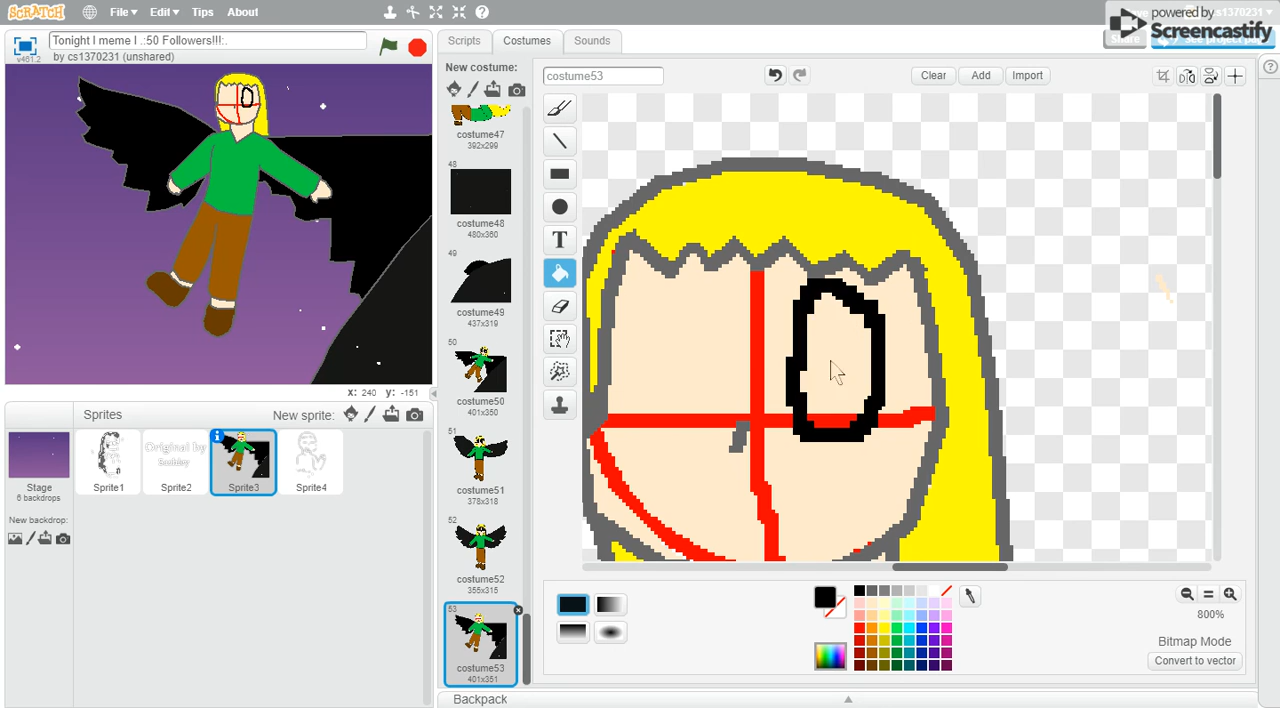 SCRATCH File Edit Tips About
powered by
Screencastify
Tonight I meme I .:50 Followers!!!:.
by cs1370231 (unshared)
v461.2
Scripts Costumes Sounds
New costume:
costume53
Clear Add Import
costume47
392x299
48
costume48
480x360
49
costume49
437x319
50
costume50
401x350
51
costume51
378x318
52
costume52
355x315
53
costume53
401x351
T
x: 240 y: -151
Sprites New sprite:
Stage
6 backdrops
New backdrop:
Sprite1
Original by
Sprite2
Sprite3
Sprite4
800%
Bitmap Mode
Convert to vector
Backpack